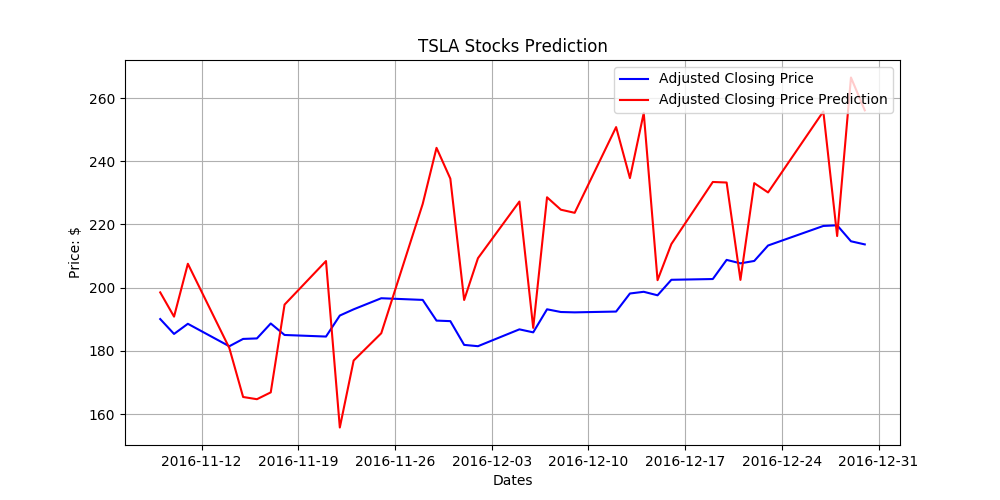 TSLA Stocks Prediction
Adjusted Closing Price
Adjusted Closing Price Prediction
Price: $
260
240
220
200
180
160
2016-11-12 2016-11-19 2016-11-26 2016-12-03 2016-12-10 2016-12-17 2016-12-24 2016-12-31
Dates